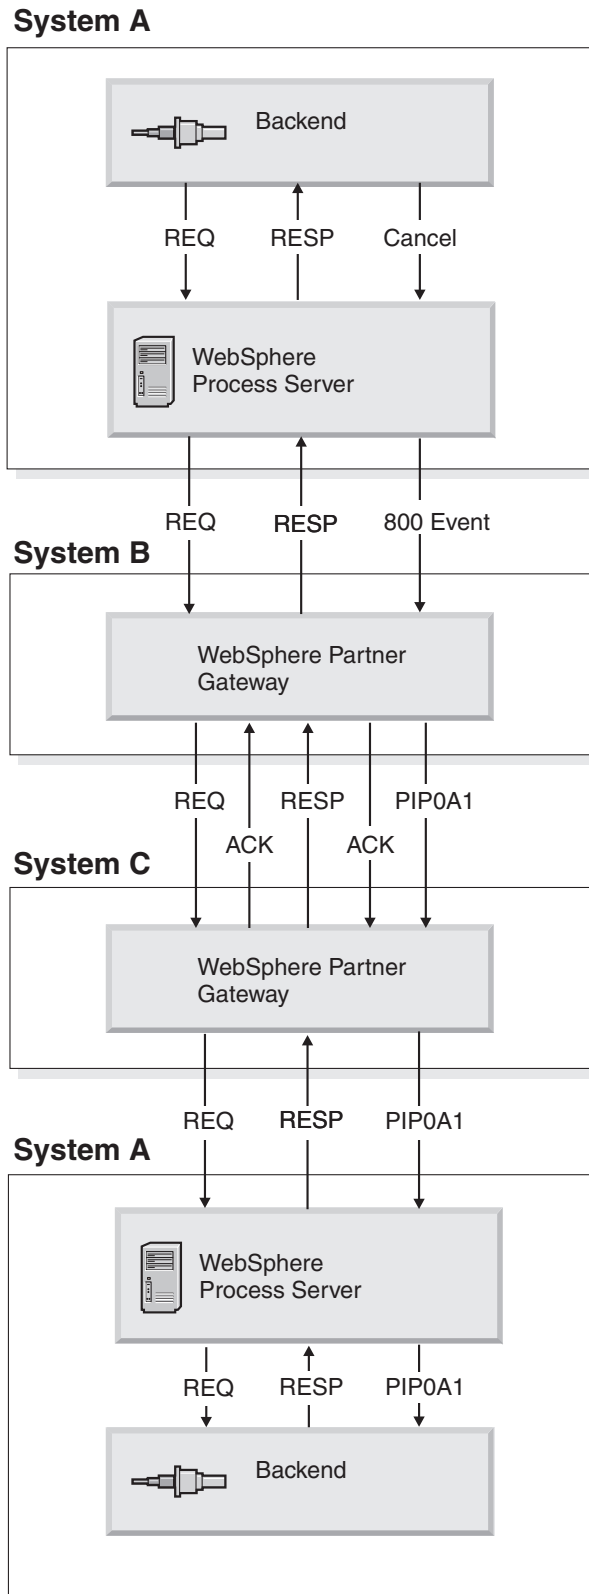 System A
Backend
REQ
RESP
Cancel
WebSphere
Process Server
REQ
RESP
800 Event
System B
WebSphere Partner
Gateway
REQ
RESP
PIP0A1
ACK
ACK
System C
WebSphere Partner
Gateway
REQ
RESP
PIP0A1
System A
WebSphere
Process Server
REQ
RESP
PIP0A1
Backend